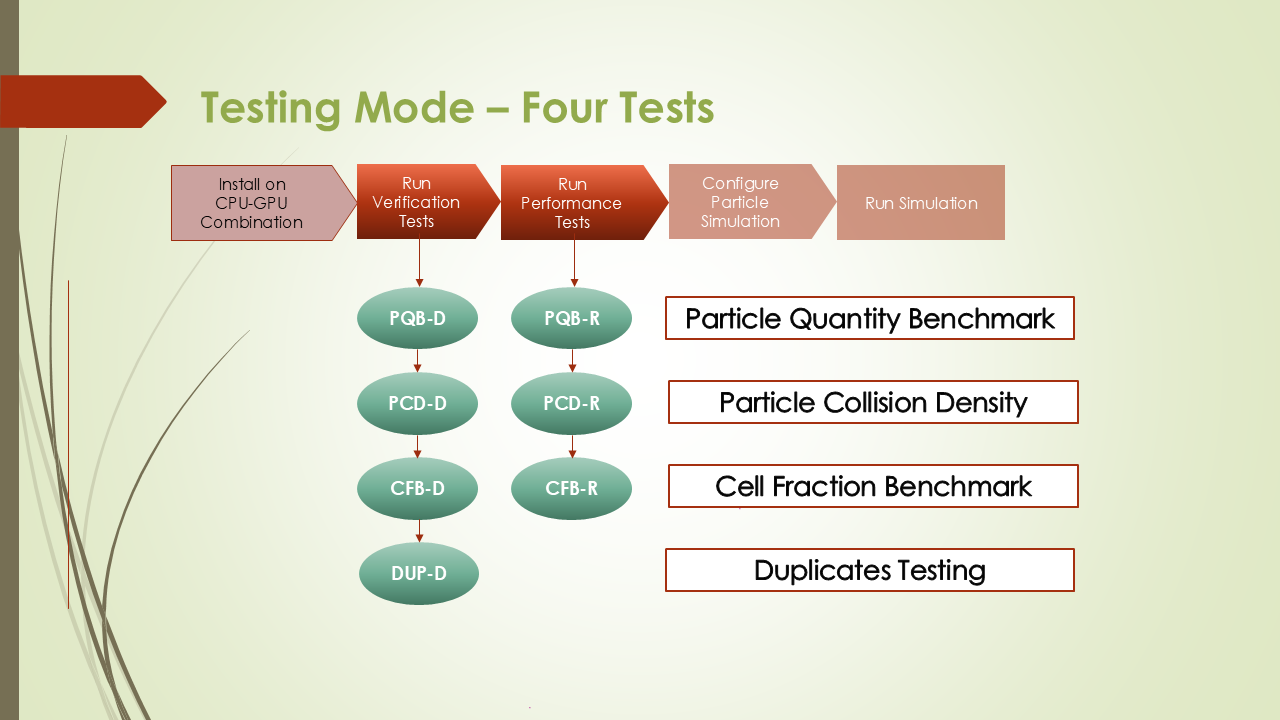 Testing Mode – Four Tests
Install on
CPU-GPU
Combination
Run
Verification
Tests
Run
Performance
Tests
Configure
Particle
Simulation
Run Simulation
PQB-D
PQB-R
Particle Quantity Benchmark
PCD-D
PCD-R
Particle Collision Density
CFB-D
CFB-R
Cell Fraction Benchmark
DUP-D
Duplicates Testing